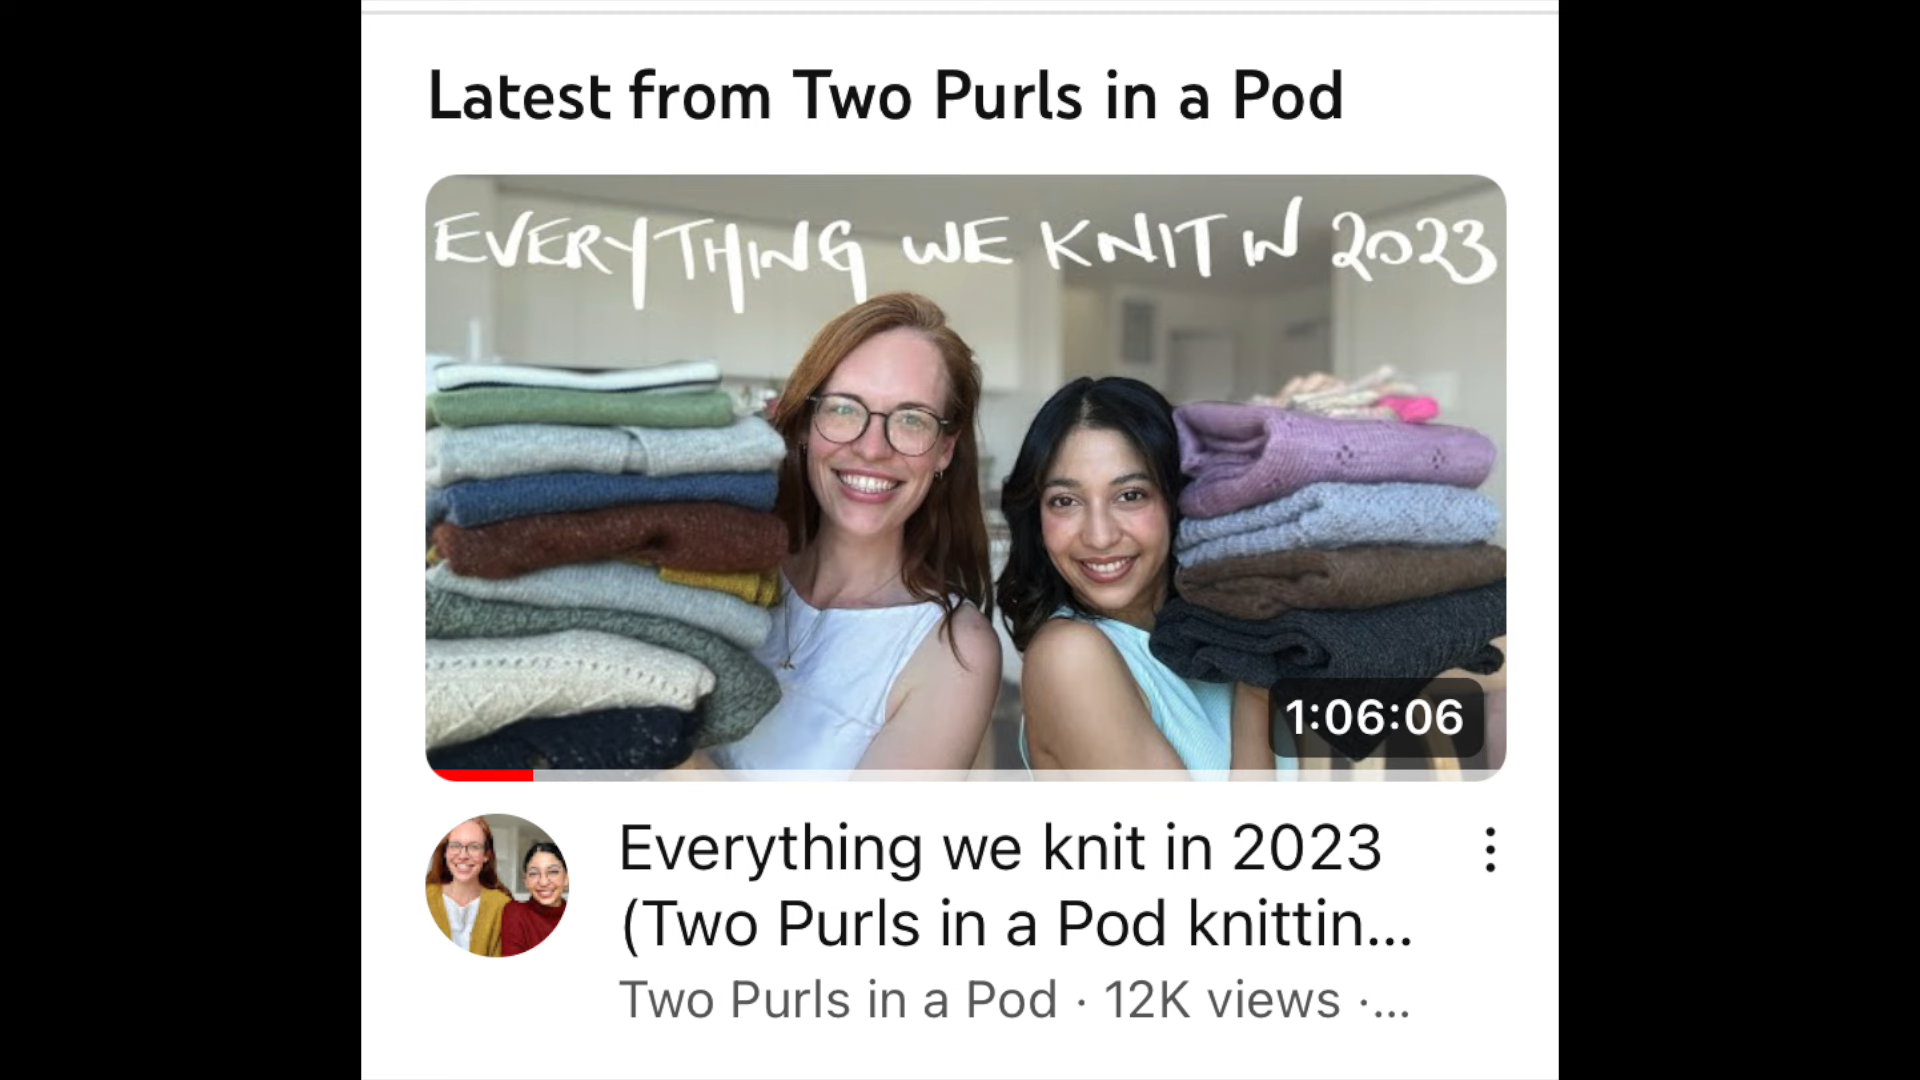 Latest from Two Purls in a Pod
EVERYTHING WE KNIT IN 2023
1:06:06
Everything we knit in 2023
(Two Purls in a Pod knittin...
Two Purls in a Pod · 12K views ·...